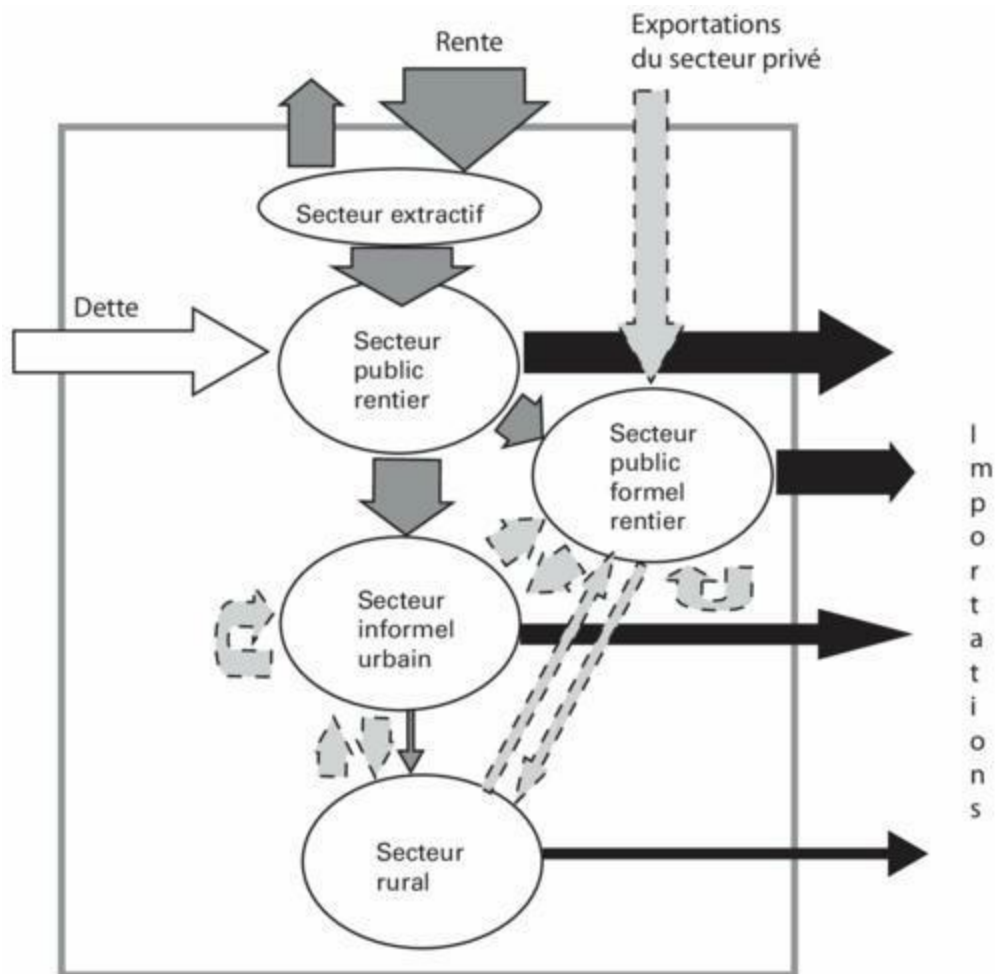 Rente
Exportations
du secteur privé
Secteur extractif
Dette
Secteur
public
rentier
Secteur
public
formel
rentier
Secteur
informel
urbain
Secteur
rural
Importations